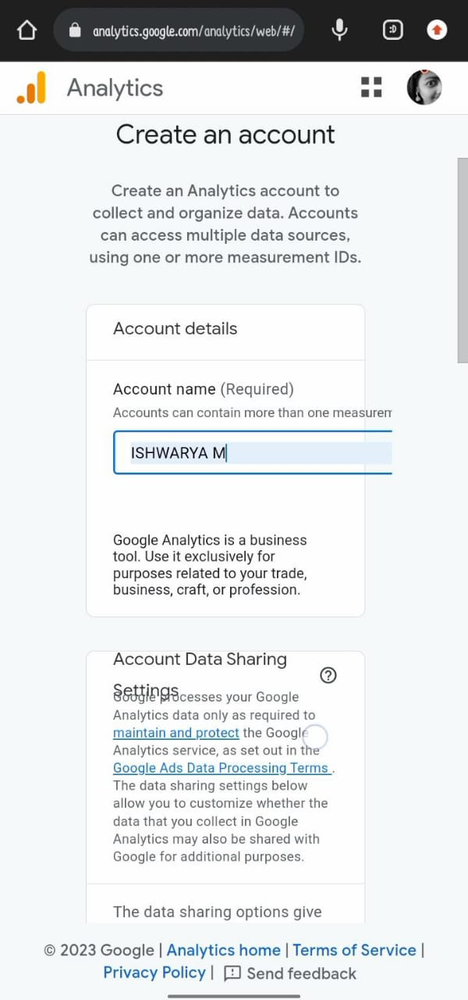 analytics.google.com/analytics/web/#/
:D
Analytics
Create an account
Create an Analytics account to
collect and organize data. Accounts
can access multiple data sources,
using one or more measurement IDs.
Account details
Account name (Required)
Accounts can contain more than one measurem
ISHWARYA M
Google Analytics is a business
tool. Use it exclusively for
purposes related to your trade,
business, craft, or profession.
Account Data Sharing
Settings
Google processes your Google
Analytics data only as required to
maintain and protect the Google
Analytics service, as set out in the
Google Ads Data Processing Terms .
The data sharing settings below
allow you to customize whether the
data that you collect in Google
Analytics may also be shared with
Google for additional purposes.
The data sharing options give
© 2023 Google | Analytics home | Terms of Service |
Privacy Policy | Send feedback